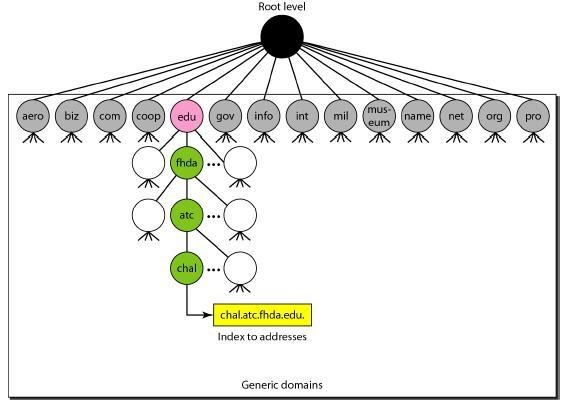 Root level
aero biz com coop edu gov info int mil mus-
eum name net org pro
fhda ...
atc ...
chal ...
chal.atc.fhda.edu.
Index to addresses
Generic domains